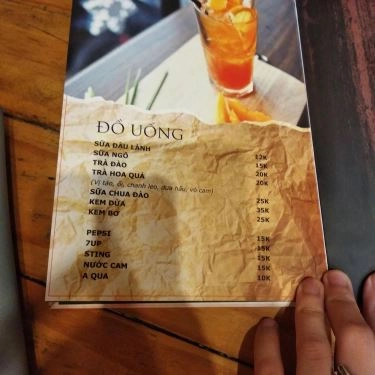 ĐỒ UỐNG
SỮA ĐẬU LÀNH 12K
SỮA NGÔ 15K
TRÀ ĐÀO 20K
TRÀ HOA QUẢ 20K
(Vị táo, ổi, chanh leo, dưa hấu, vỏ cam)
SỮA CHUA ĐÀO 25K
KEM DỪA 35K
KEM BƠ 25K
PEPSI 15K
7UP 15K
STING 15K
NƯỚC CAM 15K
A QUA 10K